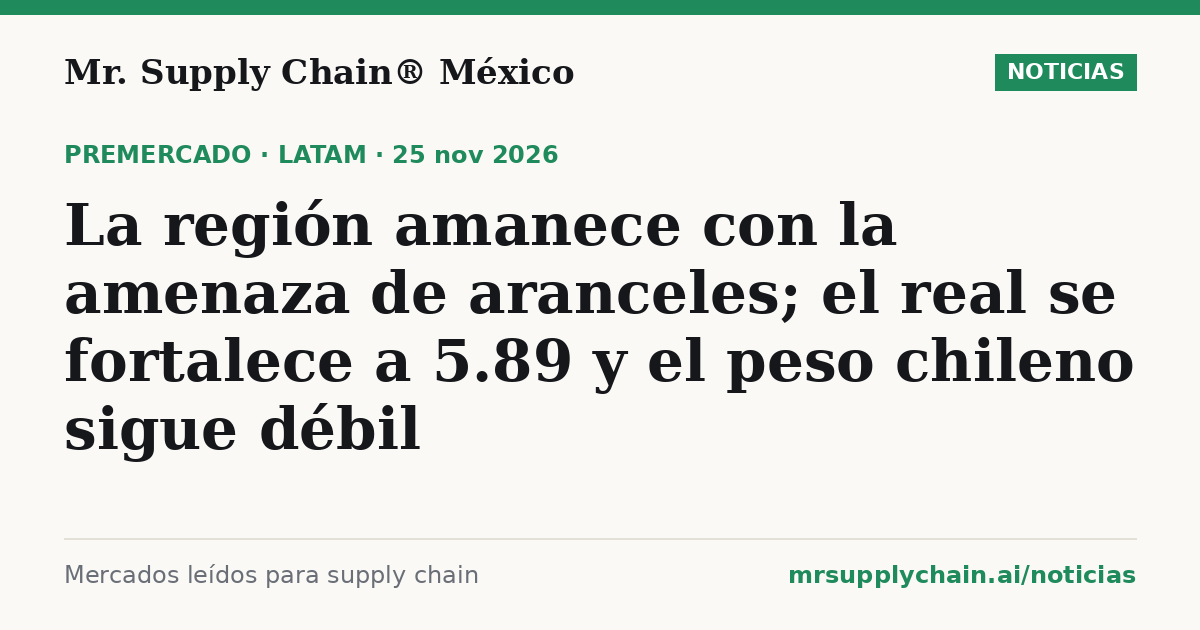 Mr. Supply Chain® México
NOTICIAS
PREMERCADO · LATAM · 25 nov 2026
La región amanece con la
amenaza de aranceles; el real se
fortalece a 5.89 y el peso chileno
sigue débil
Mercados leídos para supply chain
mrsupplychain.ai/noticias